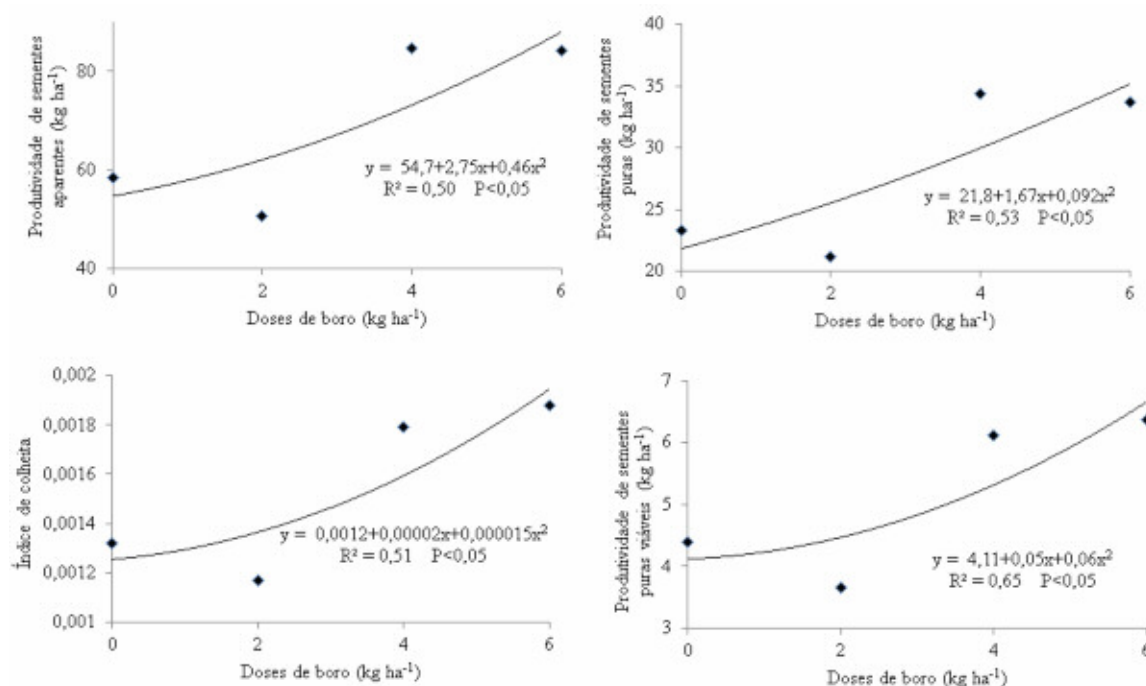 Produtividade de sementes
aparentes (kg ha⁻¹)
80
60
40
y = 54,7+2,75x+0,46x²
R² = 0,50 P<0,05
0
2
4
6
Doses de boro (kg ha⁻¹)
Produtividade de sementes
puras (kg ha⁻¹)
40
35
30
25
20
y = 21,8+1,67x+0,092x²
R² = 0,53 P<0,05
0
2
4
6
Doses de boro (kg ha⁻¹)
Índice de colheita
0,002
0,0018
0,0016
0,0014
0,0012
0,001
y = 0,0012+0,00002x+0,000015x²
R² = 0,51 P<0,05
0
2
4
6
Doses de boro (kg ha⁻¹)
Produtividade de sementes
puras viáveis (kg ha⁻¹)
7
6
5
4
3
y = 4,11+0,05x+0,06x²
R² = 0,65 P<0,05
0
2
4
6
Doses de boro (kg ha⁻¹)